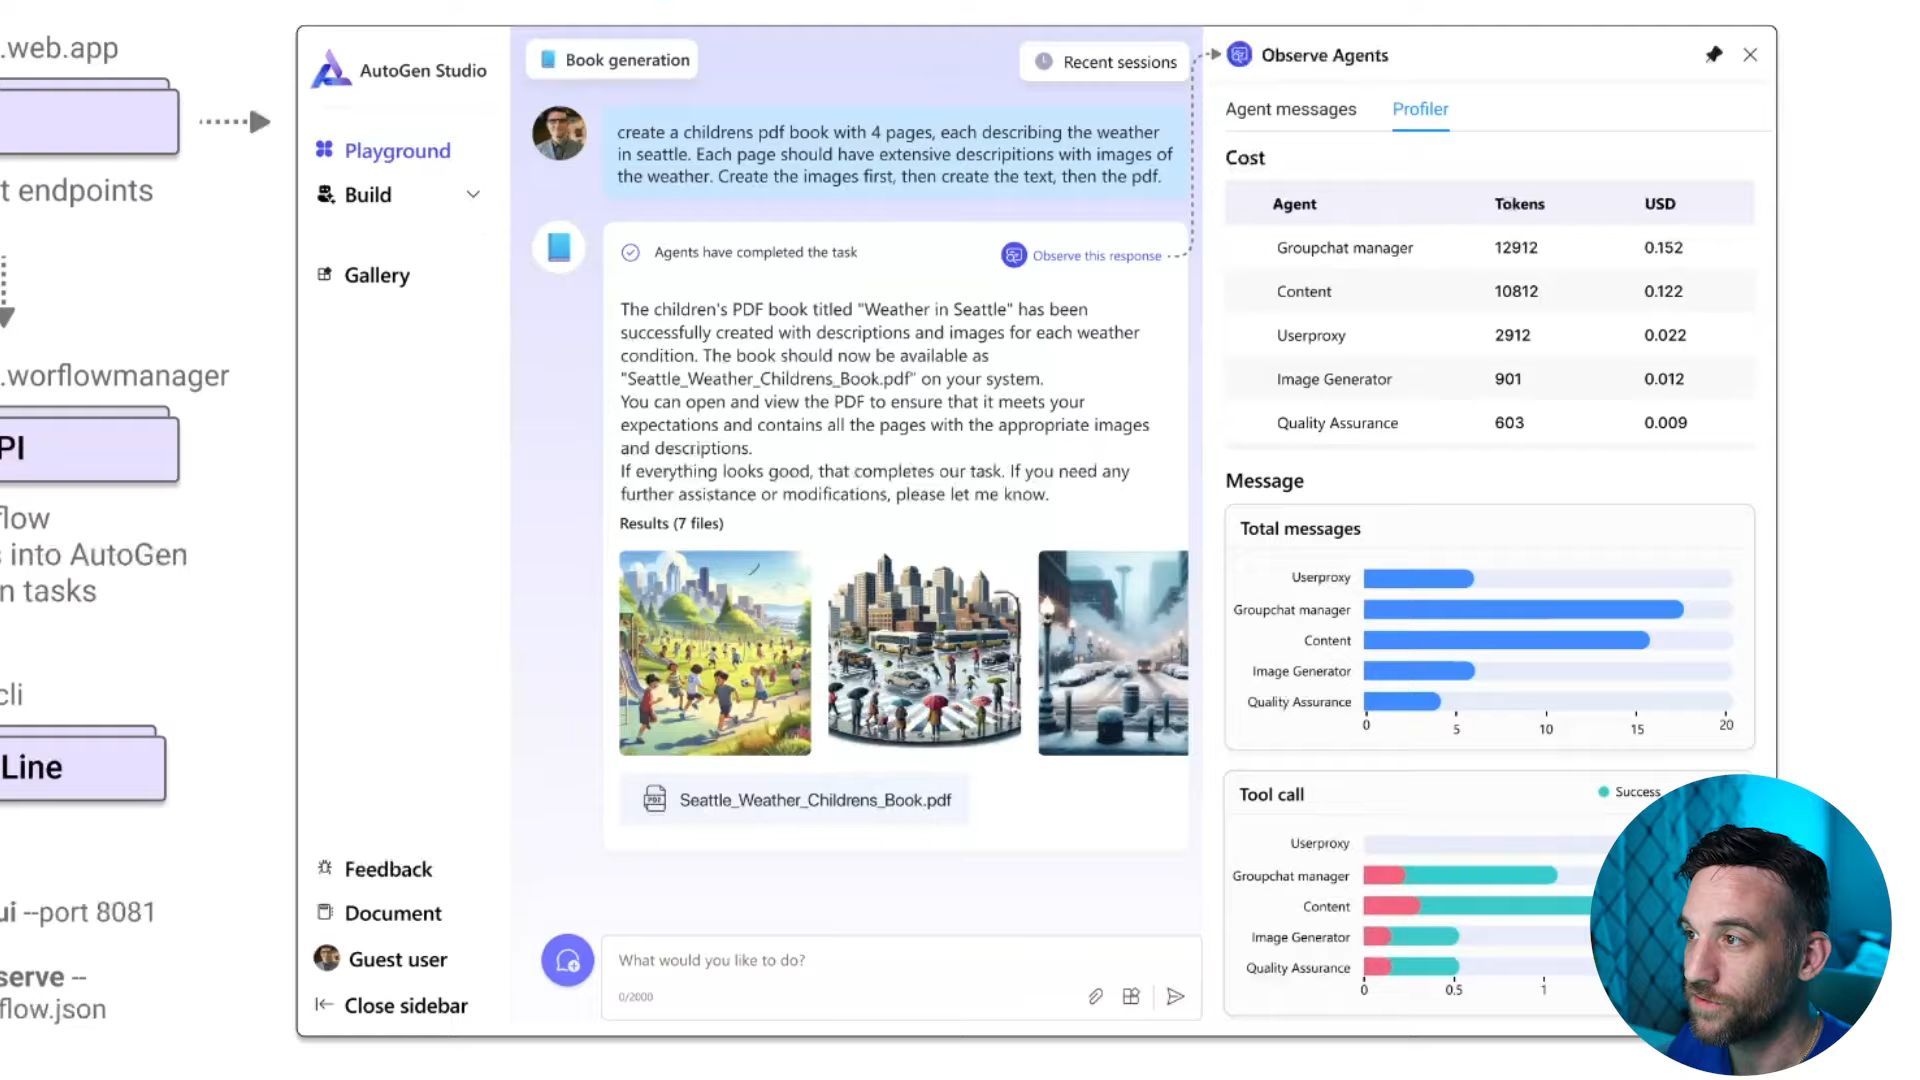 .web.app
t endpoints
.worflowmanager
PI
flow
s into AutoGen
n tasks
cli
Line
ui --port 8081
serve --
flow.json
AutoGen Studio
Playground
Build
Gallery
Feedback
Document
Guest user
Close sidebar
Book generation
Recent sessions
create a childrens pdf book with 4 pages, each describing the weather
in seattle. Each page should have extensive descripitions with images of
the weather. Create the images first, then create the text, then the pdf.
Agents have completed the task
Observe this response
The children's PDF book titled "Weather in Seattle" has been
successfully created with descriptions and images for each weather
condition. The book should now be available as
"Seattle_Weather_Childrens_Book.pdf" on your system.
You can open and view the PDF to ensure that it meets your
expectations and contains all the pages with the appropriate images
and descriptions.
If everything looks good, that completes our task. If you need any
further assistance or modifications, please let me know.
Results (7 files)
PDF
Seattle_Weather_Childrens_Book.pdf
What would you like to do?
0/2000
Observe Agents
Agent messages
Profiler
Cost
Agent Tokens USD
Groupchat manager 12912 0.152
Content 10812 0.122
Userproxy 2912 0.022
Image Generator 901 0.012
Quality Assurance 603 0.009
Message
Total messages
Userproxy
Groupchat manager
Content
Image Generator
Quality Assurance
0 5 10 15 20
Tool call
Success
Userproxy
Groupchat manager
Content
Image Generator
Quality Assurance
0 0.5 1